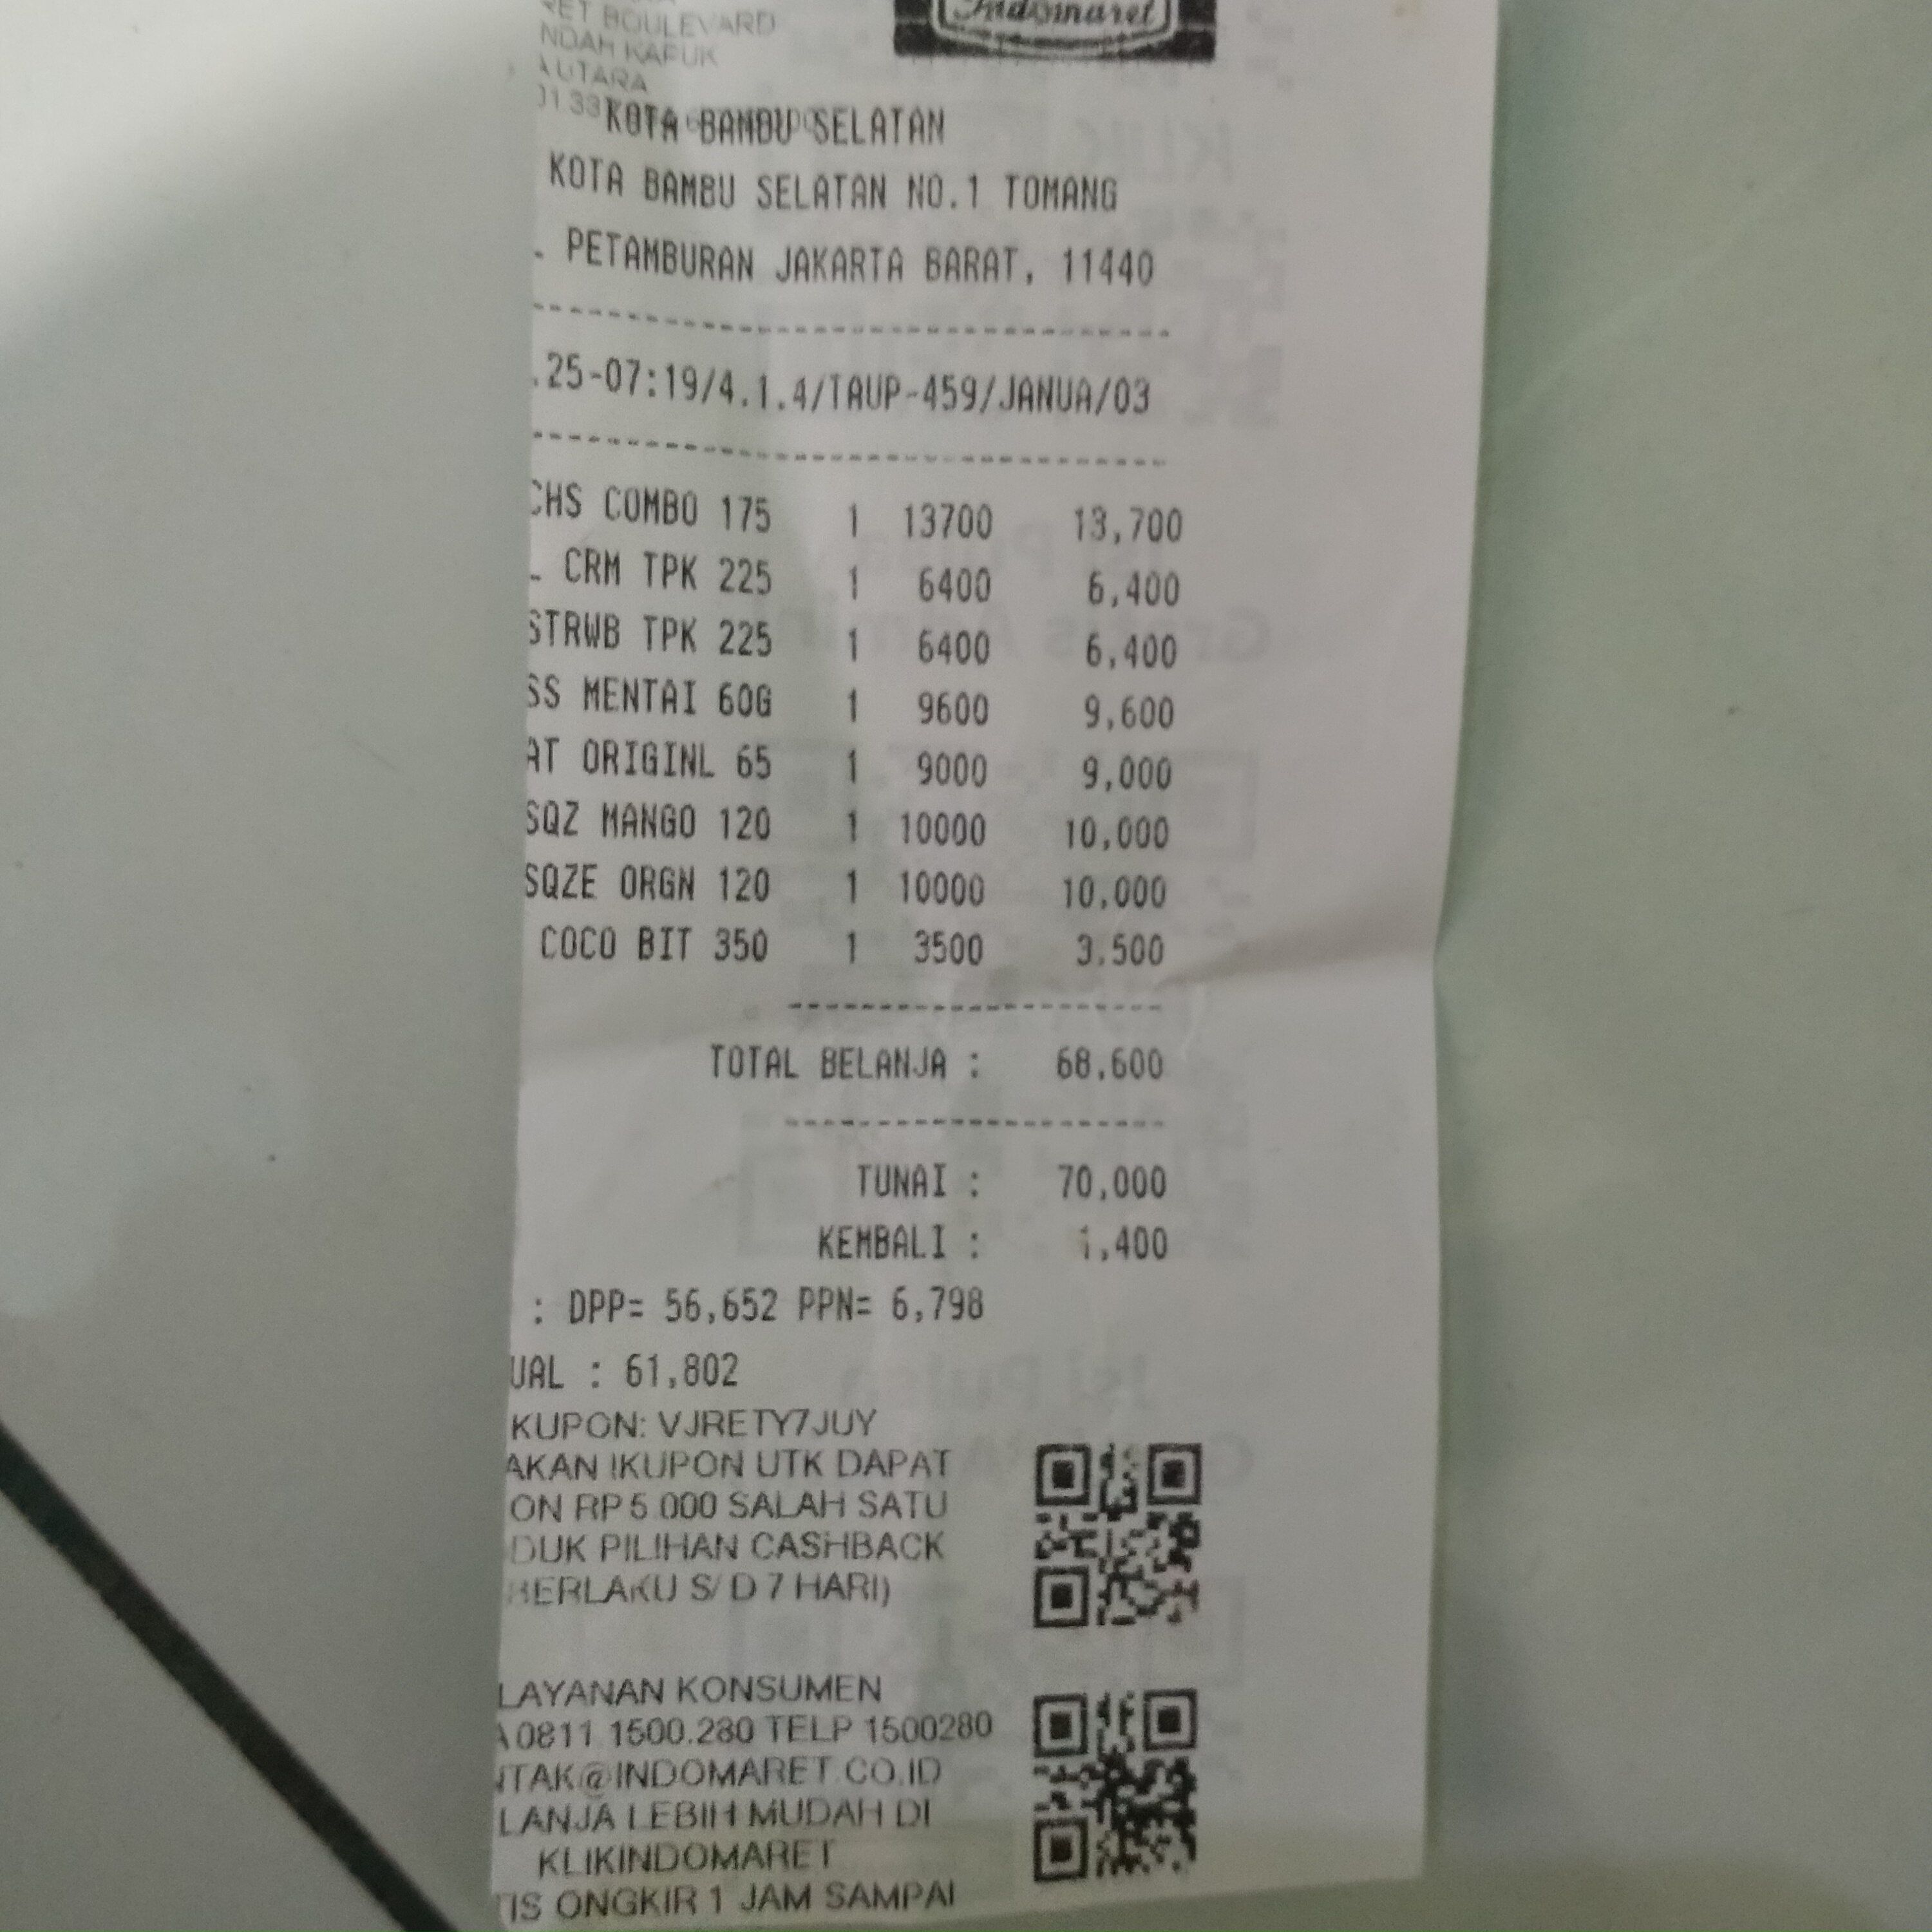 RET BOULEVARD
NDAH KAPUK
A UTARA
Indomaret
KOTA BAMBU SELATAN
KOTA BAMBU SELATAN NO.1 TOMANG
. PETAMBURAN JAKARTA BARAT, 11440
.25-07:19/4.1.4/TAUP-459/JANUA/03
CHS COMBO 175 1 13700 13,700
L CRM TPK 225 1 6400 6,400
STRWB TPK 225 1 6400 6,400
SS MENTAI 60G 1 9600 9,600
AT ORIGINL 65 1 9000 9,000
SQZ MANGO 120 1 10000 10,000
SQZE ORGN 120 1 10000 10,000
COCO BIT 350 1 3500 3,500
TOTAL BELANJA : 68,600
TUNAI : 70,000
KEMBALI : 1,400
: DPP= 56,652 PPN= 6,798
UAL : 61,802
KUPON: VJRETY7JUY
AKAN IKUPON UTK DAPAT
ON RP 5.000 SALAH SATU
DUK PILIHAN CASHBACK
BERLAKU S/D 7 HARI)
LAYANAN KONSUMEN
A 0811.1500.280 TELP 1500280
NTAK@INDOMARET.CO.ID
LANJA LEBIH MUDAH DI
KLIKINDOMARET
TIS ONGKIR 1 JAM SAMPAI